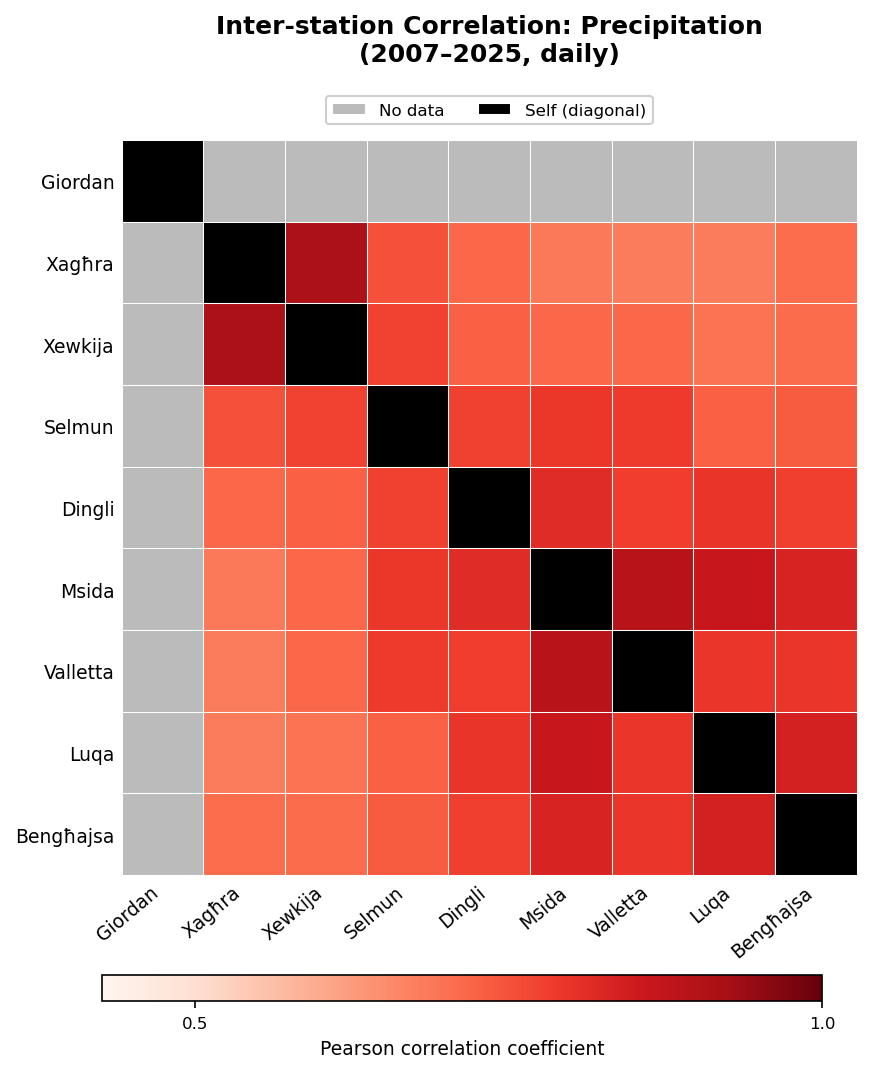 Inter-station Correlation: Precipitation
(2007–2025, daily)
No data
Self (diagonal)
Giordan
Xagħra
Xewkija
Selmun
Dingli
Msida
Valletta
Luqa
Bengħajsa
Giordan
Xagħra
Xewkija
Selmun
Dingli
Msida
Valletta
Luqa
Bengħajsa
0.5
1.0
Pearson correlation coefficient